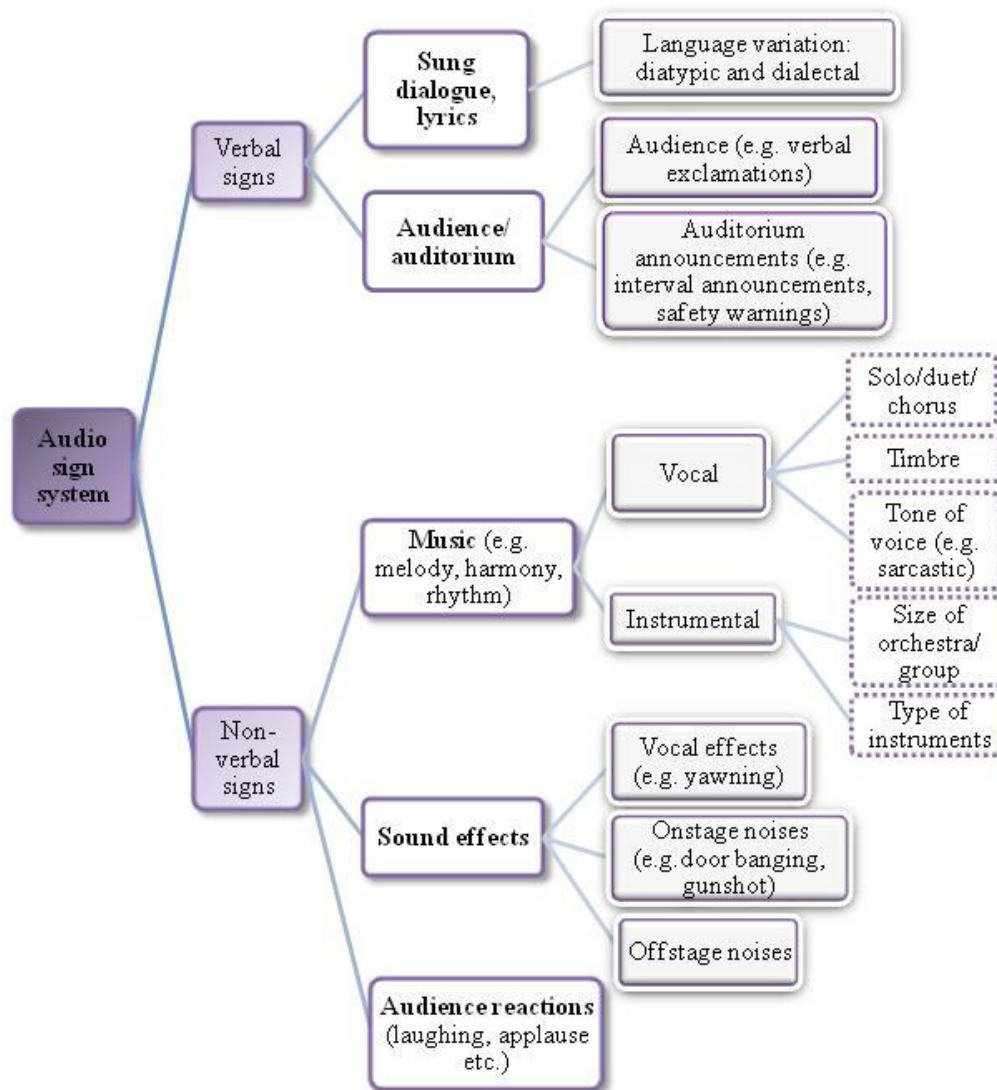 Audio
sign
system
Verbal
signs
Sung
dialogue,
lyrics
Language variation:
diatypic and dialectal
Audience/
auditorium
Audience (e.g. verbal
exclamations)
Auditorium
announcements (e.g.
interval announcements,
safety warnings)
Non-
verbal
signs
Music (e.g.
melody, harmony,
rhythm)
Vocal
Solo/duet/
chorus
Timbre
Tone of
voice (e.g.
sarcastic)
Instrumental
Size of
orchestra/
group
Type of
instruments
Sound effects
Vocal effects
(e.g. yawning)
Onstage noises
(e.g. door banging,
gunshot)
Offstage noises
Audience reactions
(laughing, applause
etc.)